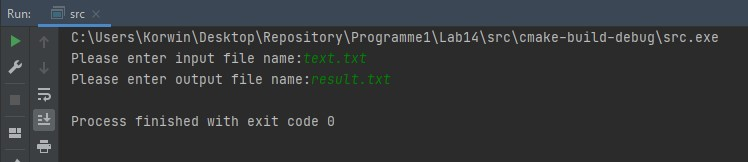 Run: src ×
C:\Users\Korwin\Desktop\Repository\Programme1\Lab14\src\cmake-build-debug\src.exe
Please enter input file name:text.txt
Please enter output file name:result.txt
Process finished with exit code 0